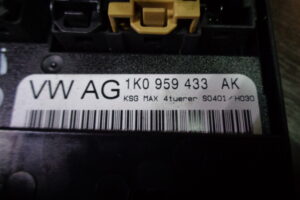 VW AG 1K0 959 433 AK
KSG MAX 4tuerer S0401/H030